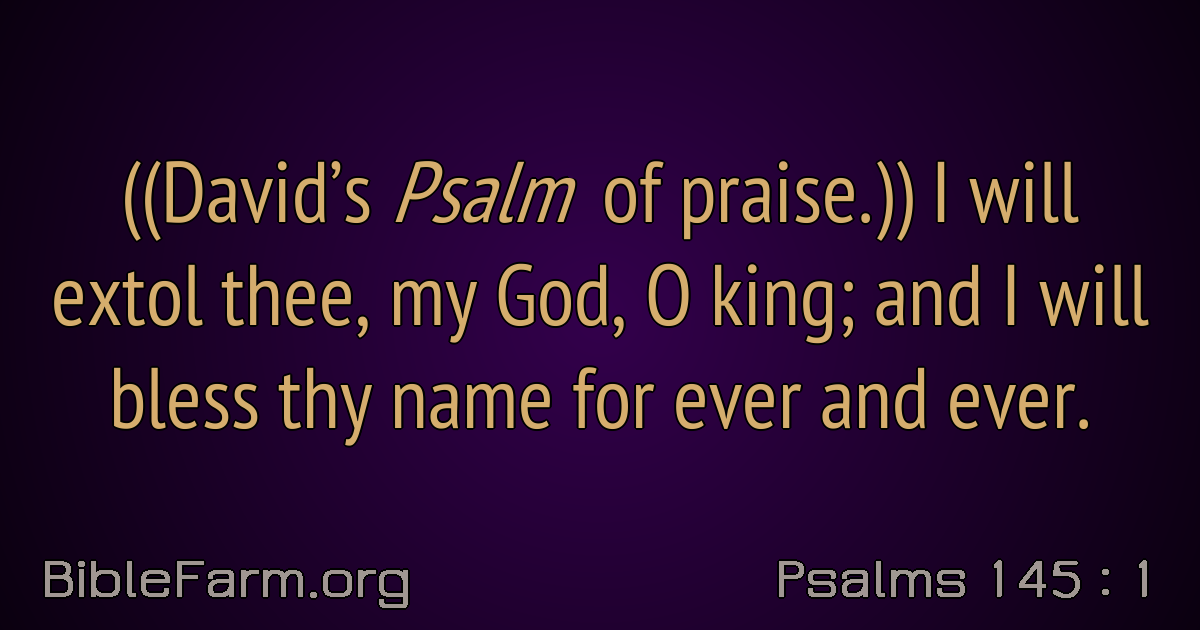 ((David’s Psalm of praise.)) I will
extol thee, my God, O king; and I will
bless thy name for ever and ever.
BibleFarm.org
Psalms 145 : 1